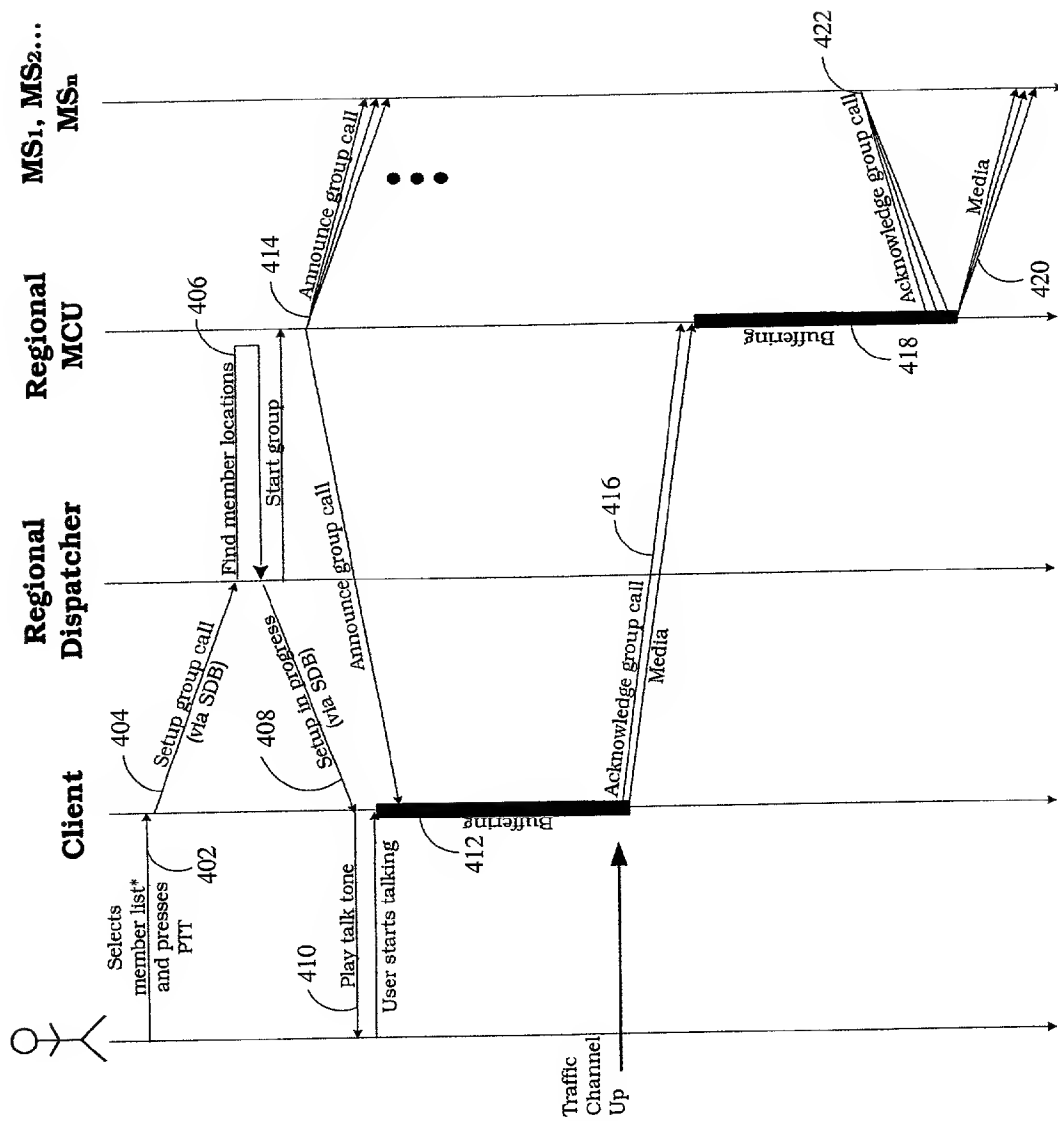 Client
Regional
Dispatcher
Regional
MCU
MS1, MS2...
MSn
Selects
member list*
and presses
PTT
402
404
Setup group call
(via SDB)
Find member locations
406
408
Setup in progress
(via SDB)
Start group
414
Announce group call
Announce group call
410
Play talk tone
User starts talking
412
Buffering
Traffic
Channel
Up
Acknowledge group call
Media
416
Buffering
418
Acknowledge group call
422
Media
420